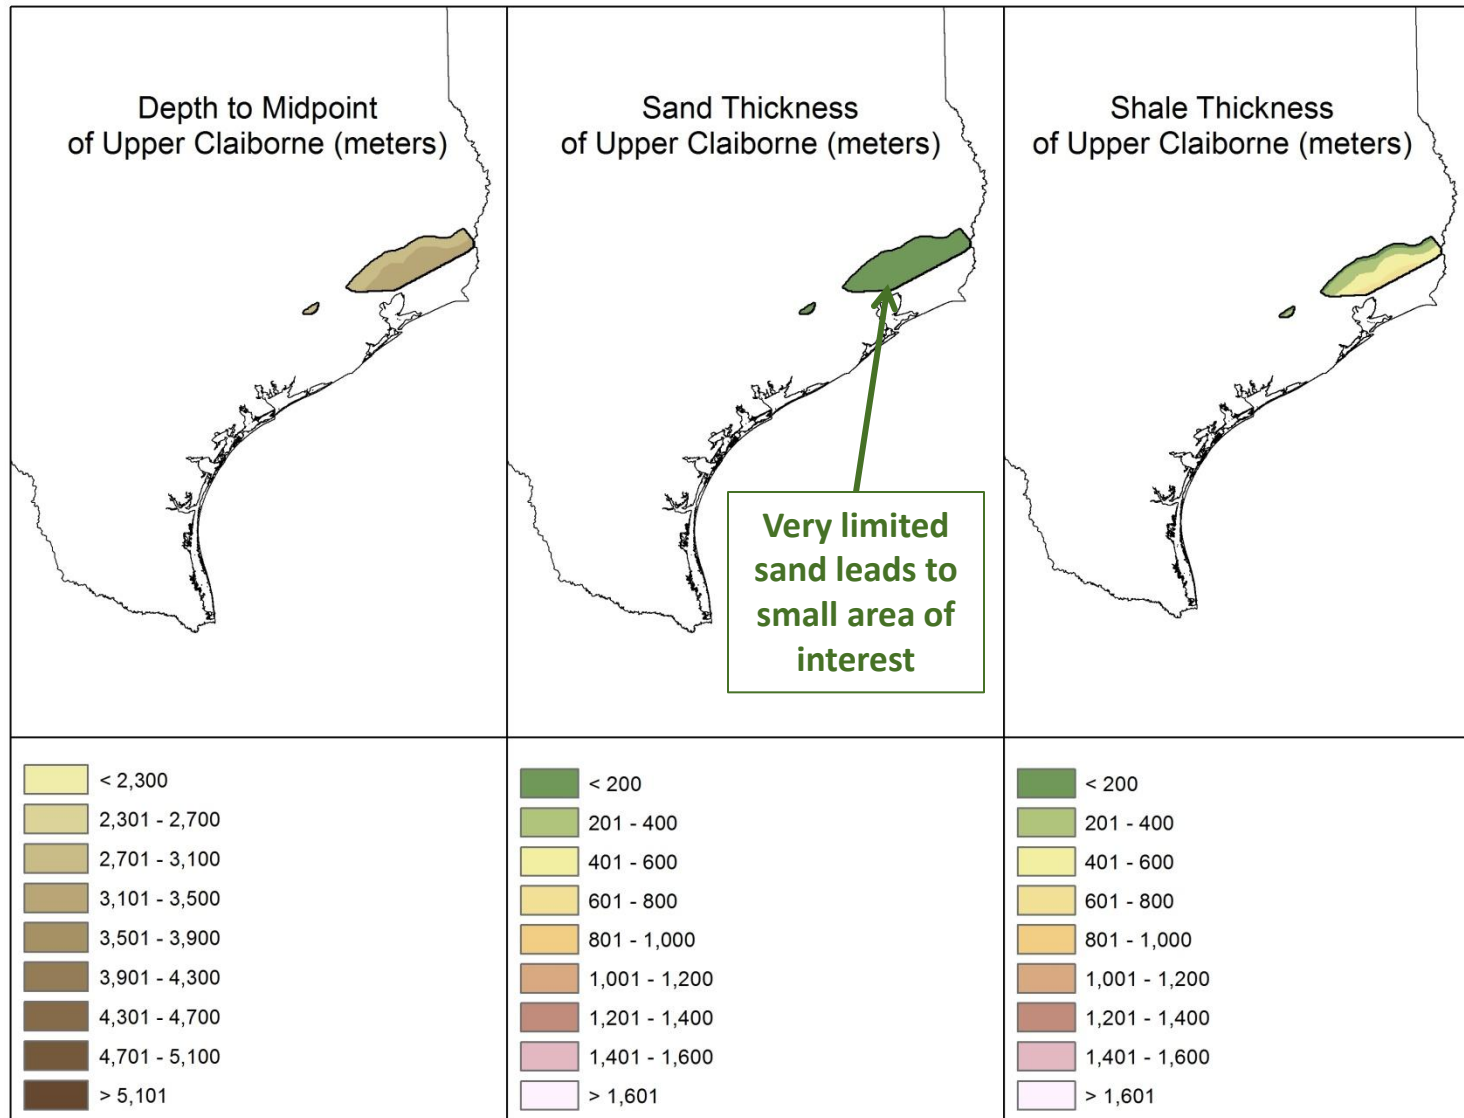 Depth to Midpoint
of Upper Claiborne (meters)
Sand Thickness
of Upper Claiborne (meters)
Shale Thickness
of Upper Claiborne (meters)
Very limited
sand leads to
small area of
interest
< 2,300
2,301 - 2,700
2,701 - 3,100
3,101 - 3,500
3,501 - 3,900
3,901 - 4,300
4,301 - 4,700
4,701 - 5,100
> 5,101
< 200
201 - 400
401 - 600
601 - 800
801 - 1,000
1,001 - 1,200
1,201 - 1,400
1,401 - 1,600
> 1,601
< 200
201 - 400
401 - 600
601 - 800
801 - 1,000
1,001 - 1,200
1,201 - 1,400
1,401 - 1,600
> 1,601